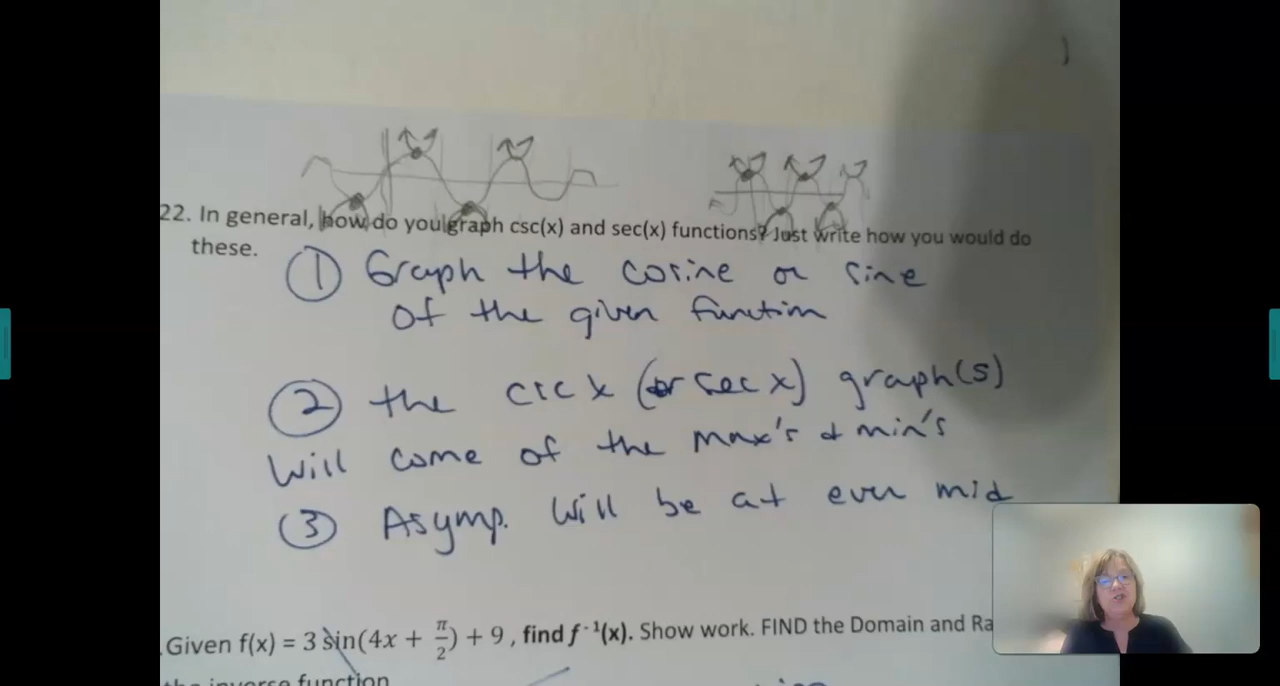 22. In general, how do you graph csc(x) and sec(x) functions? Just write how you would do
these.
① Graph the cosine or sine
of the given function
② the csc x (or sec x) graph(s)
will come of the max's & min's
③ Asymp. will be at ever mid
Given f(x) = 3 sin(4x + π/2) + 9, find f⁻¹(x). Show work. FIND the Domain and Ra
the inverse function